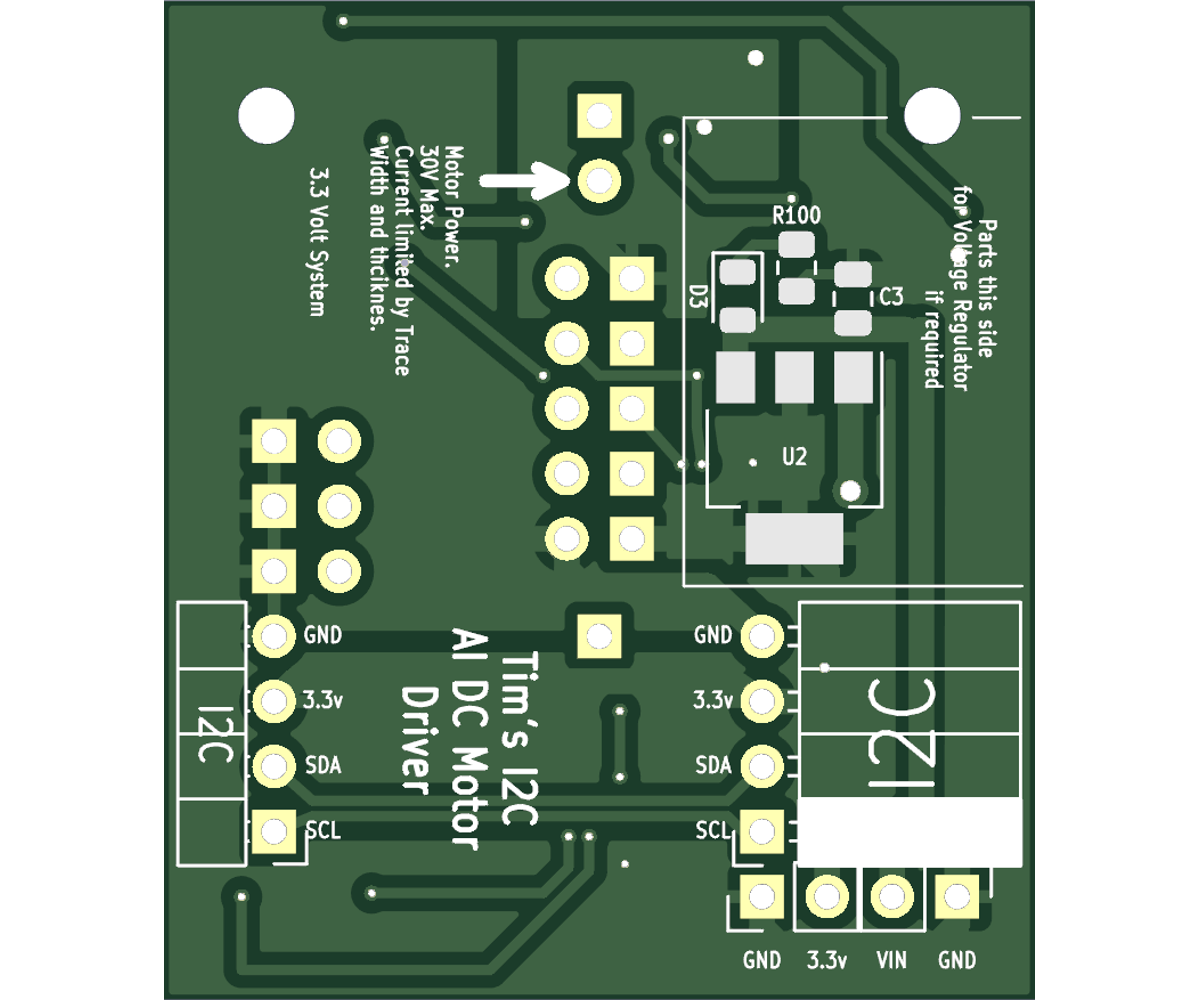 Motor Power.
30V Max.
Current limited by Trace
Width and thciknes.
3.3 Volt System
R100
D3
C3
Parts this side
for Voltage Regulator
if required
U2
GND
3.3v
SDA
SCL
I2C
Tim's I2C
AI DC Motor
Driver
GND
3.3v
SDA
SCL
I2C
GND
3.3v
VIN
GND